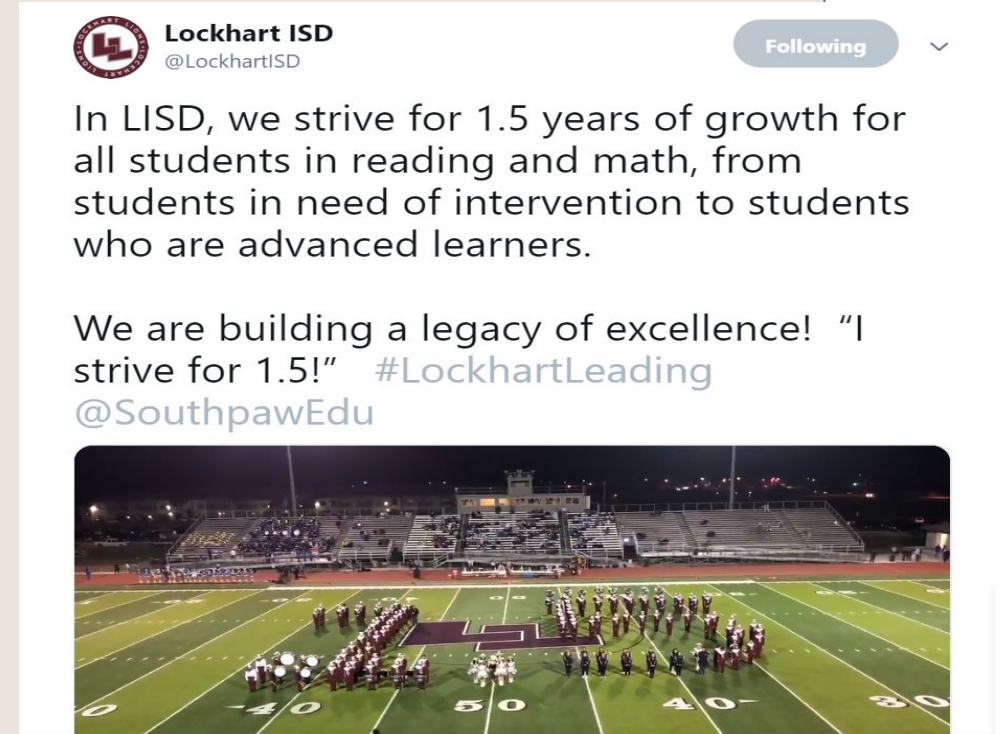 Lockhart ISD
@LockhartISD
Following
In LISD, we strive for 1.5 years of growth for
all students in reading and math, from
students in need of intervention to students
who are advanced learners.
We are building a legacy of excellence!  “I
strive for 1.5!”   #LockhartLeading
@SouthpawEdu
40 50 40 30